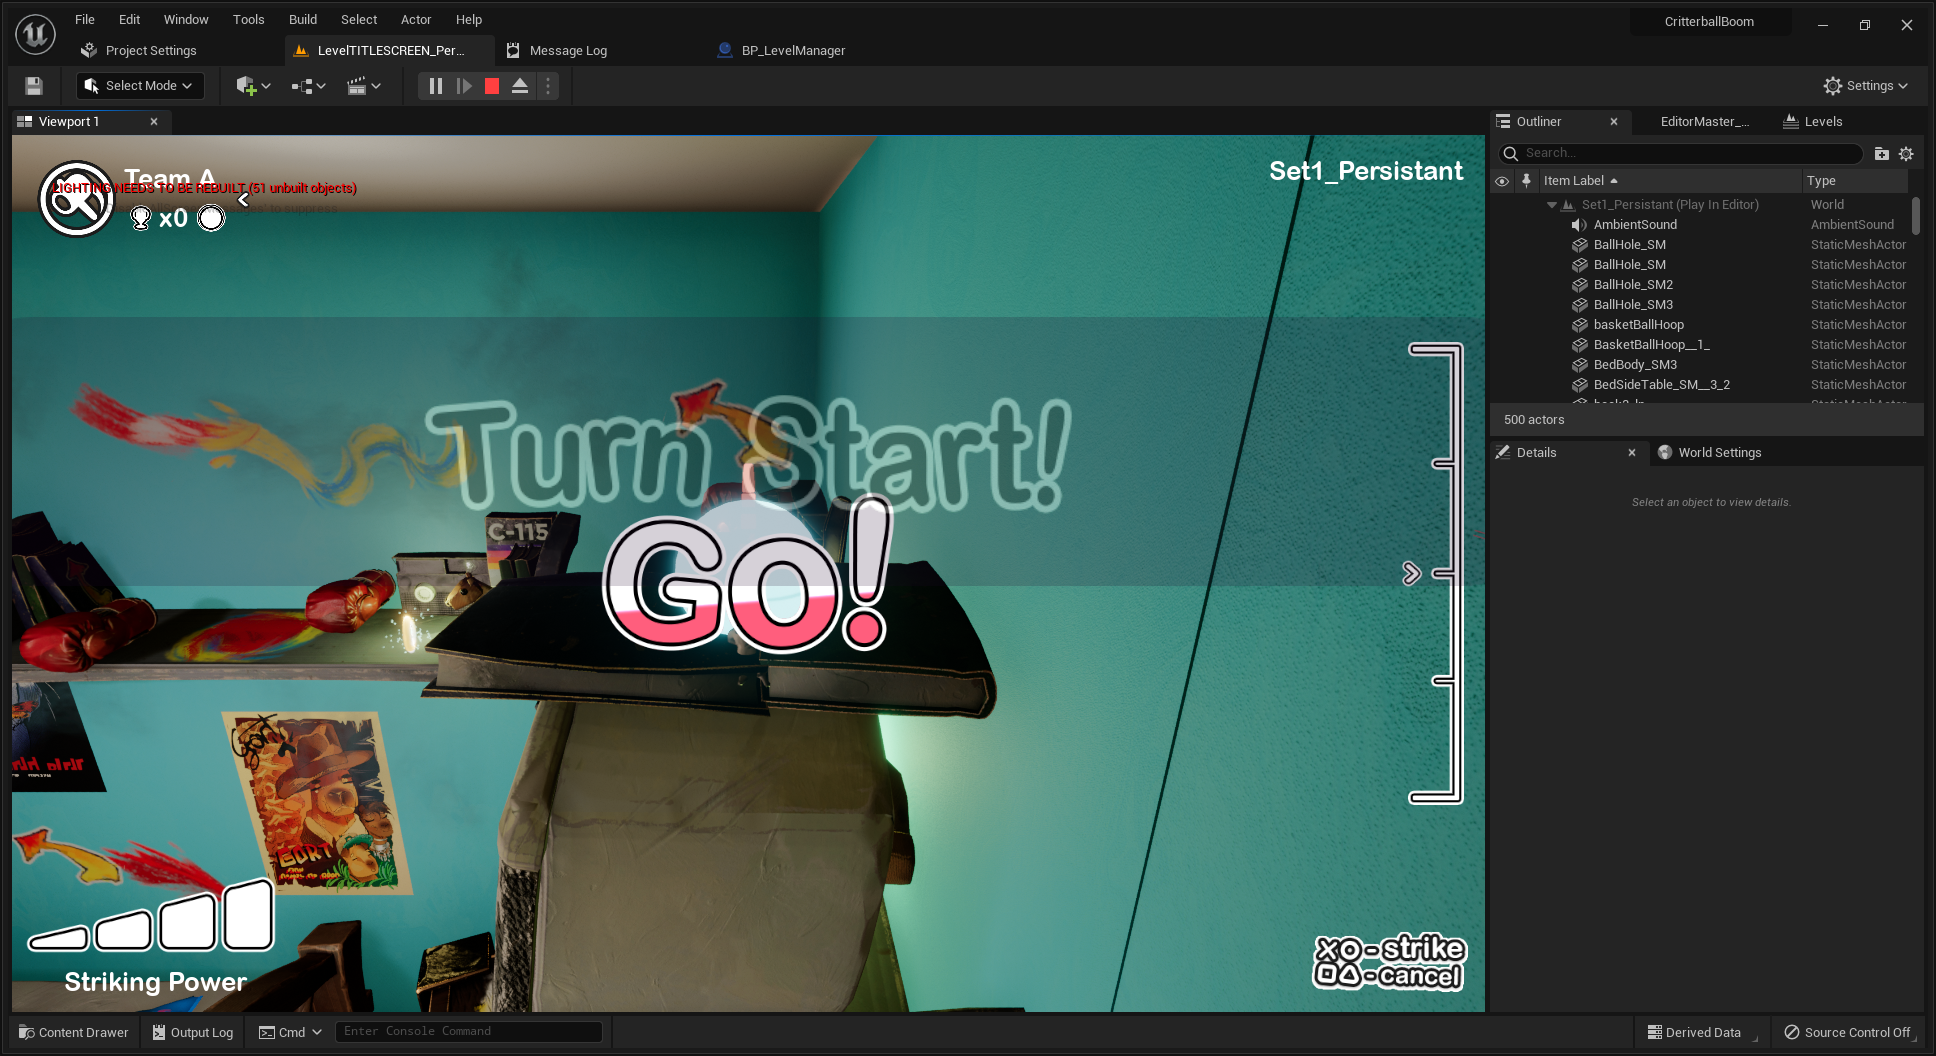 File Edit Window Tools Build Select Actor Help
CritterballBoom
Project Settings
LevelTITLESCREEN_Per...
Message Log
BP_LevelManager
Select Mode
Settings
Viewport 1
Outliner
EditorMaster_...
Levels
Search...
Item Label
Type
Set1_Persistant (Play In Editor) World
AmbientSound AmbientSound
BallHole_SM StaticMeshActor
BallHole_SM StaticMeshActor
BallHole_SM2 StaticMeshActor
BallHole_SM3 StaticMeshActor
basketBallHoop StaticMeshActor
BasketBallHoop__1_ StaticMeshActor
BedBody_SM3 StaticMeshActor
BedSideTable_SM__3_2 StaticMeshActor
500 actors
Details
World Settings
Select an object to view details.
Team A
LIGHTING NEEDS TO BE REBUILT (51 unbuilt objects)
to suppress
x0
Set1_Persistant
Turn Start!
C-115
GO!
GORT
Striking Power
XO-strike
□△-cancel
Content Drawer
Output Log
Cmd
Enter Console Command
Derived Data
Source Control Off